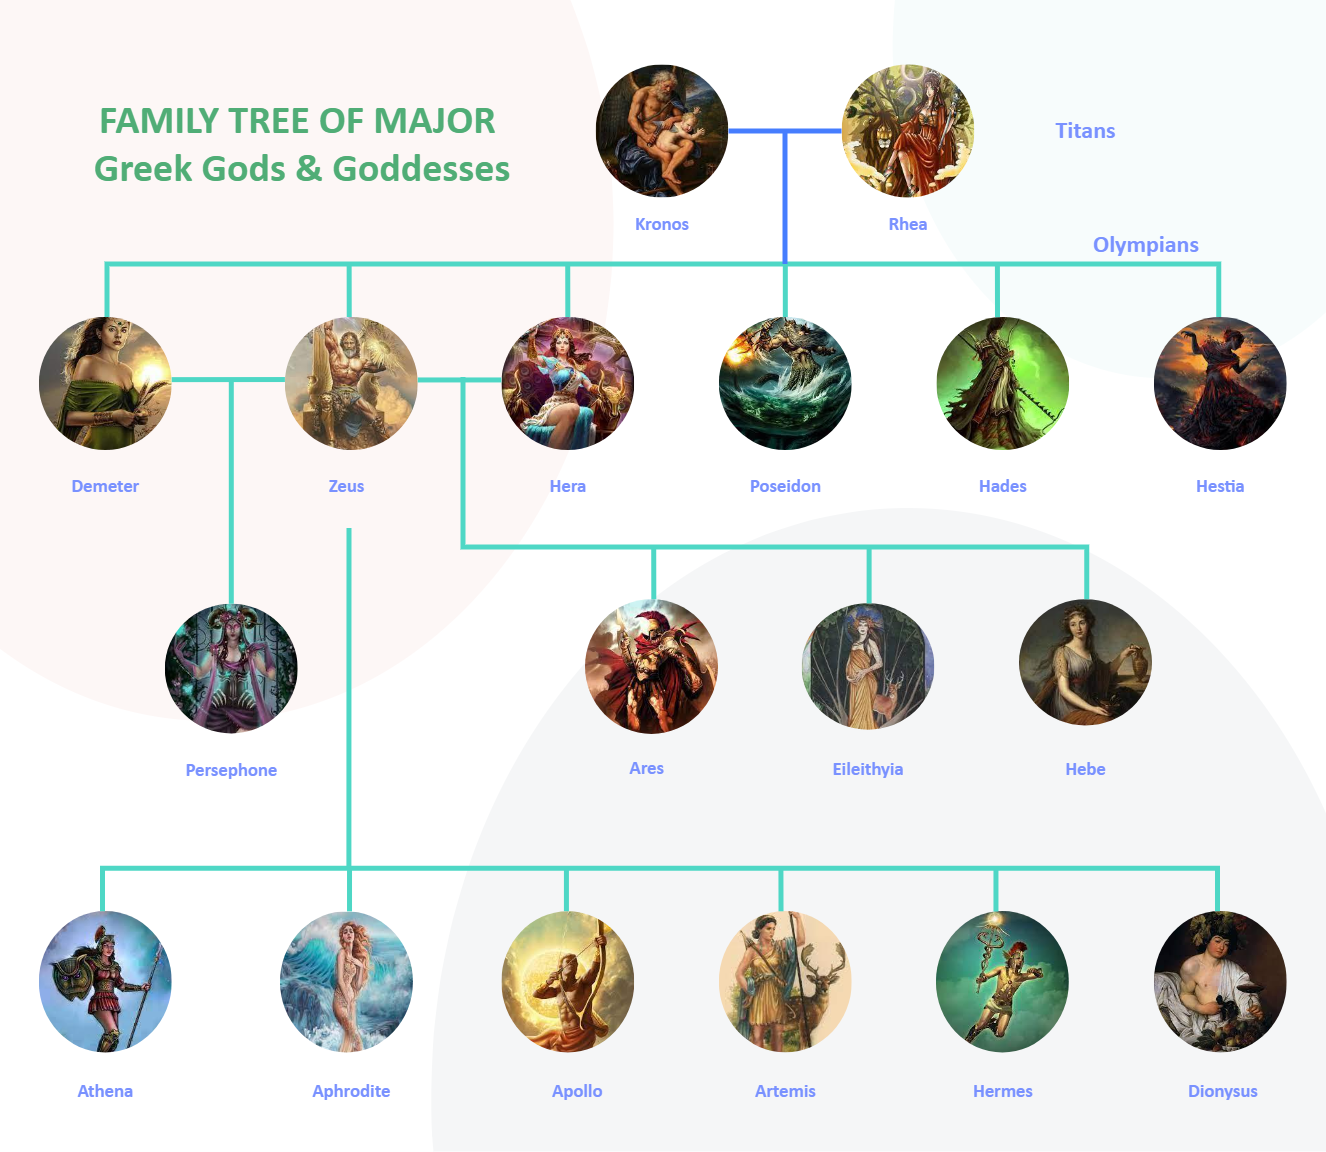 FAMILY TREE OF MAJOR
Greek Gods & Goddesses
Titans
Kronos
Rhea
Olympians
Demeter
Zeus
Hera
Poseidon
Hades
Hestia
Persephone
Ares
Eileithyia
Hebe
Athena
Aphrodite
Apollo
Artemis
Hermes
Dionysus